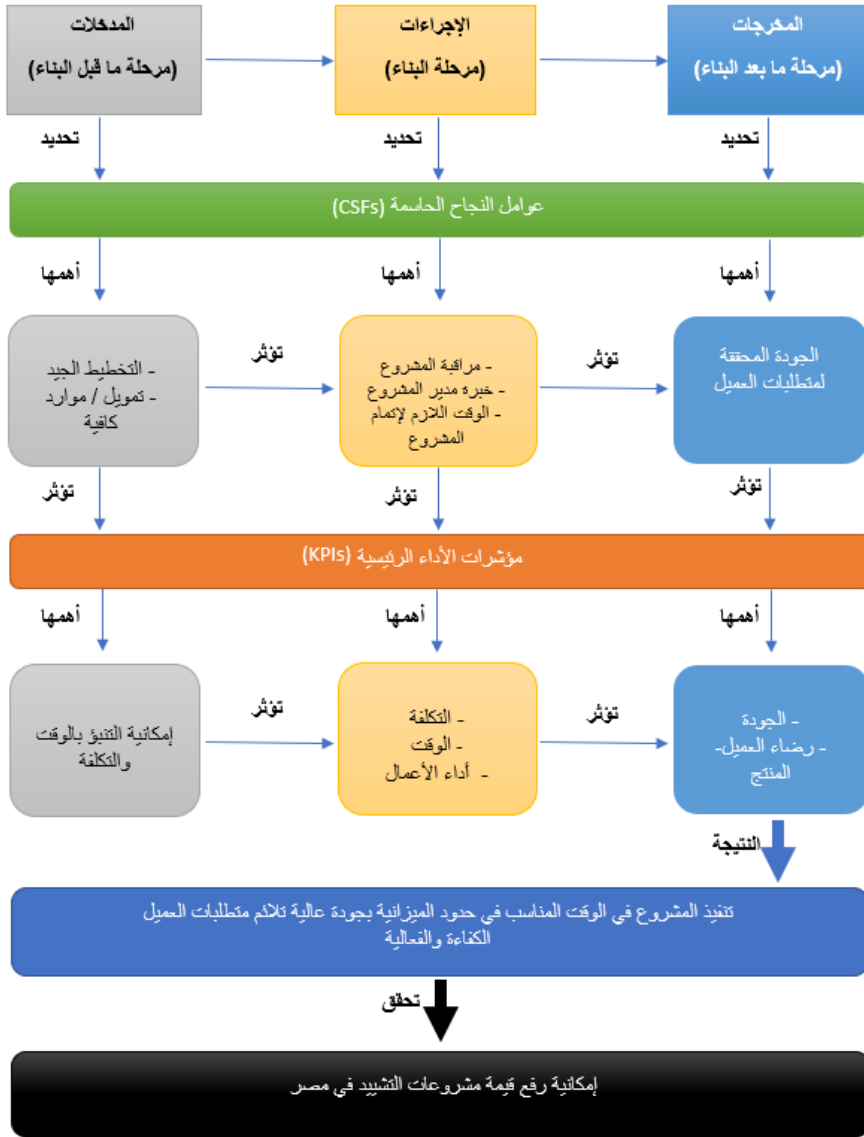 المدخلات
(مرحلة ما قبل البناء)
الإجراءات
(مرحلة البناء)
المخرجات
(مرحلة ما بعد البناء)
تحديد
تحديد
تحديد
عوامل النجاح الحاسمة (CSFs)
أهمها
أهمها
أهمها
- التخطيط الجيد
- تمويل / موارد
كافية
تؤثر
- مراقبة المشروع
- خبرة مدير المشروع
- الوقت اللازم لإتمام
المشروع
تؤثر
الجودة المحققة
لمتطلبات العميل
تؤثر
تؤثر
تؤثر
مؤشرات الأداء الرئيسية (KPIs)
أهمها
أهمها
أهمها
إمكانية التنبؤ بالوقت
والتكلفة
تؤثر
- التكلفة
- الوقت
- أداء الأعمال
تؤثر
- الجودة
- رضاء العميل-
المنتج
النتيجة
تنفيذ المشروع في الوقت المناسب في حدود الميزانية بجودة عالية تلائم متطلبات العميل
الكفاءة والفعالية
تحقق
إمكانية رفع قيمة مشروعات التشييد في مصر